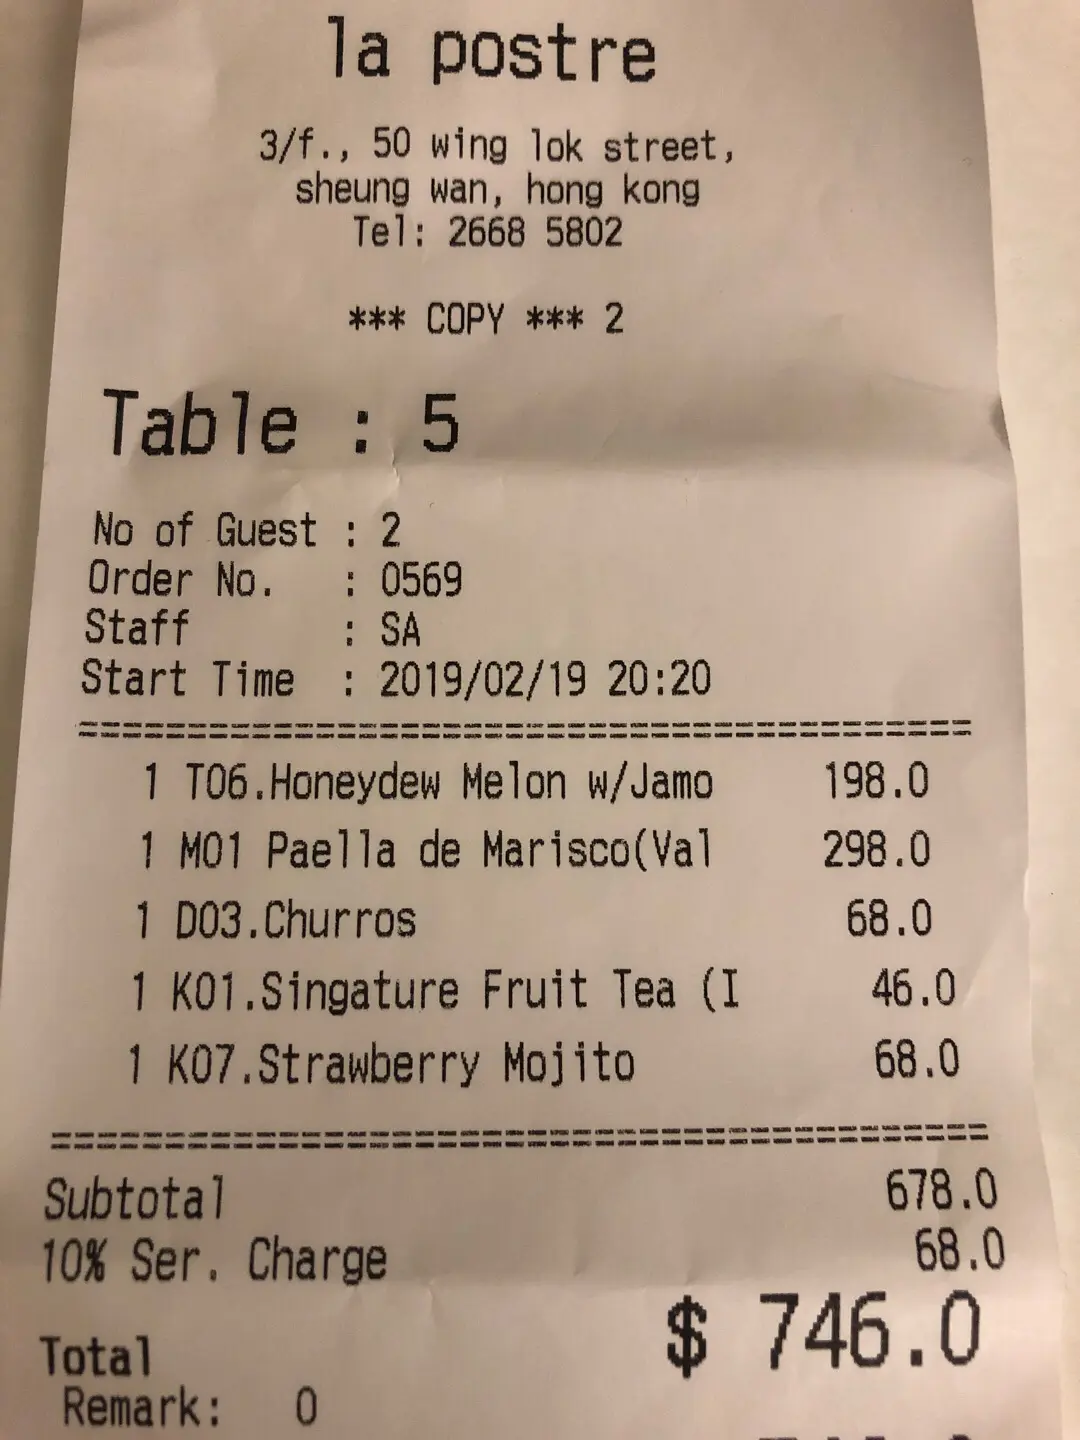 la postre
3/f., 50 wing lok street,
sheung wan, hong kong
Tel: 2668 5802
*** COPY *** 2
Table : 5
No of Guest : 2
Order No. : 0569
Staff : SA
Start Time : 2019/02/19 20:20
1 T06.Honeydew Melon w/Jamo 198.0
1 M01 Paella de Marisco(Val 298.0
1 D03.Churros 68.0
1 K01.Singature Fruit Tea (I 46.0
1 K07.Strawberry Mojito 68.0
Subtotal 678.0
10% Ser. Charge 68.0
Total $ 746.0
Remark: 0